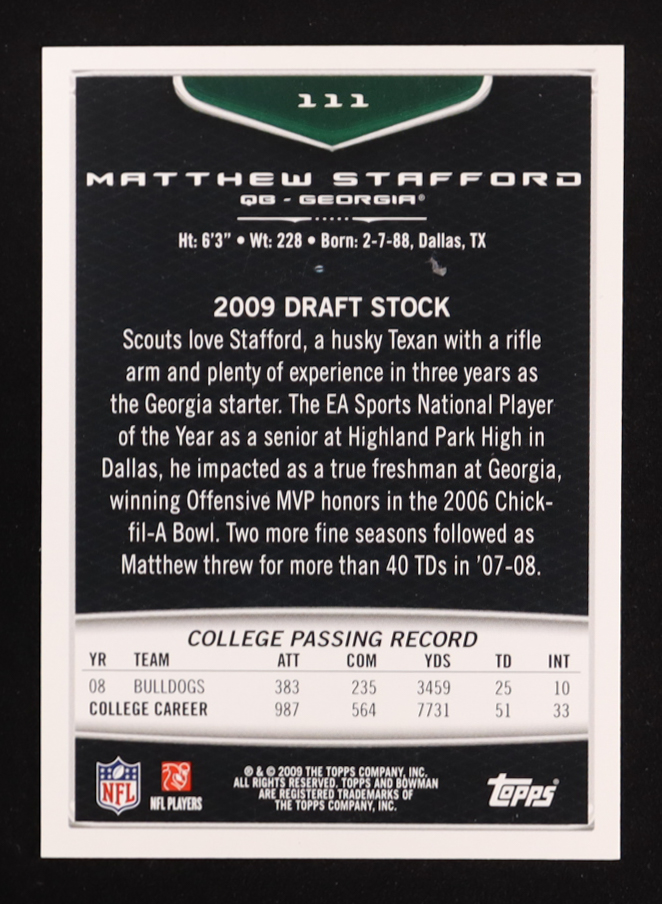 111
MATTHEW STAFFORD
QB - GEORGIA®
Ht: 6'3" • Wt: 228 • Born: 2-7-88, Dallas, TX
2009 DRAFT STOCK
Scouts love Stafford, a husky Texan with a rifle
arm and plenty of experience in three years as
the Georgia starter. The EA Sports National Player
of the Year as a senior at Highland Park High in
Dallas, he impacted as a true freshman at Georgia,
winning Offensive MVP honors in the 2006 Chick-
fil-A Bowl. Two more fine seasons followed as
Matthew threw for more than 40 TDs in '07-08.
COLLEGE PASSING RECORD
YR TEAM ATT COM YDS TD INT
08 BULLDOGS 383 235 3459 25 10
COLLEGE CAREER 987 564 7731 51 33
NFL
NFL PLAYERS
® & © 2009 THE TOPPS COMPANY, INC.
ALL RIGHTS RESERVED. TOPPS AND BOWMAN
ARE REGISTERED TRADEMARKS OF
THE TOPPS COMPANY, INC.
Topps®